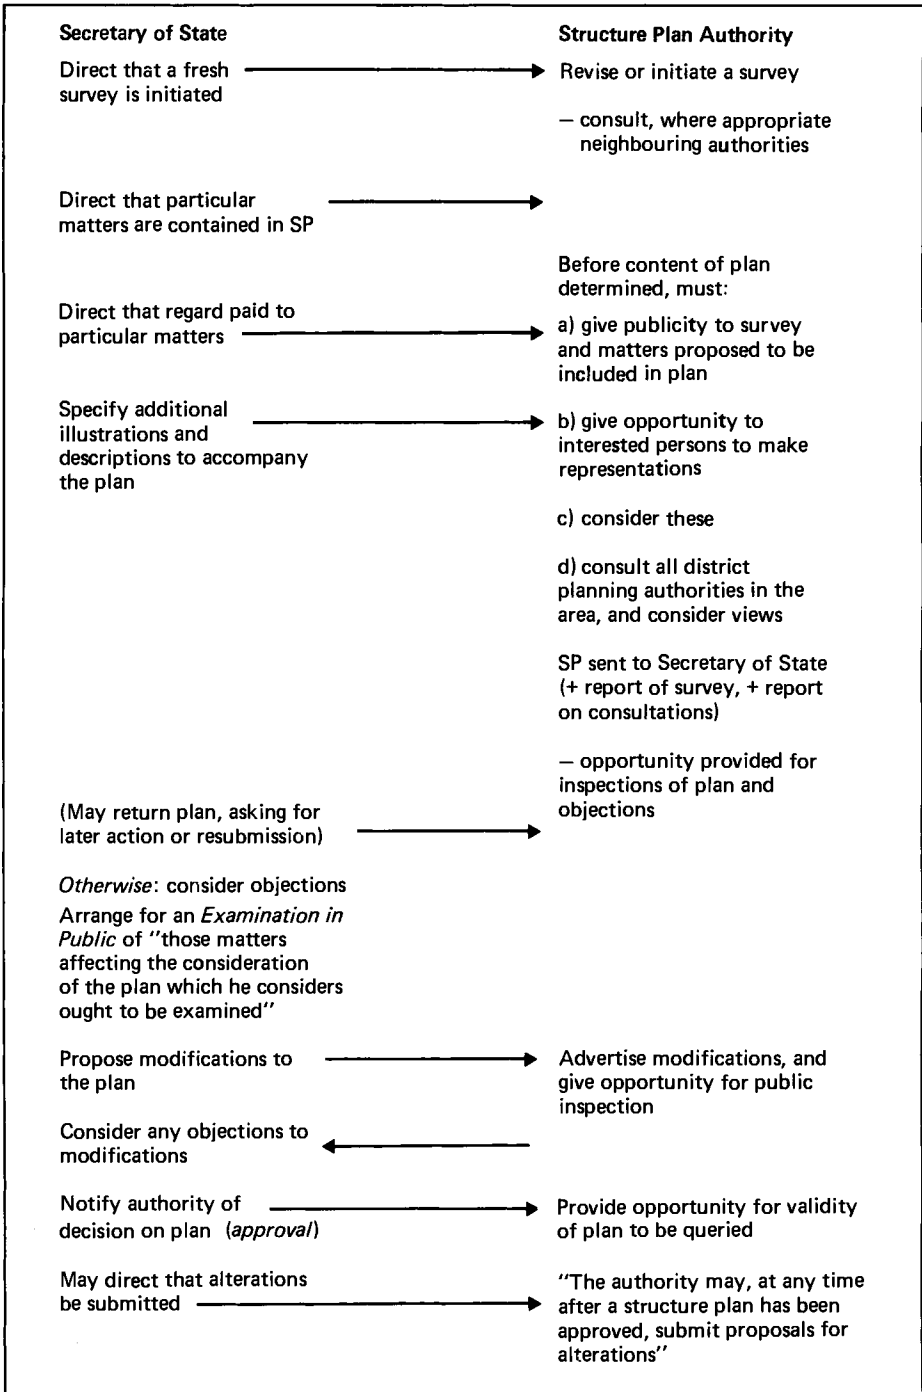 Secretary of State
Structure Plan Authority
Direct that a fresh
survey is initiated
Revise or initiate a survey
– consult, where appropriate
neighbouring authorities
Direct that particular
matters are contained in SP
Before content of plan
determined, must:
Direct that regard paid to
particular matters
a) give publicity to survey
and matters proposed to be
included in plan
Specify additional
illustrations and
descriptions to accompany
the plan
b) give opportunity to
interested persons to make
representations
c) consider these
d) consult all district
planning authorities in the
area, and consider views
SP sent to Secretary of State
(+ report of survey, + report
on consultations)
– opportunity provided for
inspections of plan and
objections
(May return plan, asking for
later action or resubmission)
Otherwise: consider objections
Arrange for an Examination in
Public of "those matters
affecting the consideration
of the plan which he considers
ought to be examined"
Propose modifications to
the plan
Advertise modifications, and
give opportunity for public
inspection
Consider any objections to
modifications
Notify authority of
decision on plan (approval)
Provide opportunity for validity
of plan to be queried
May direct that alterations
be submitted
"The authority may, at any time
after a structure plan has been
approved, submit proposals for
alterations"